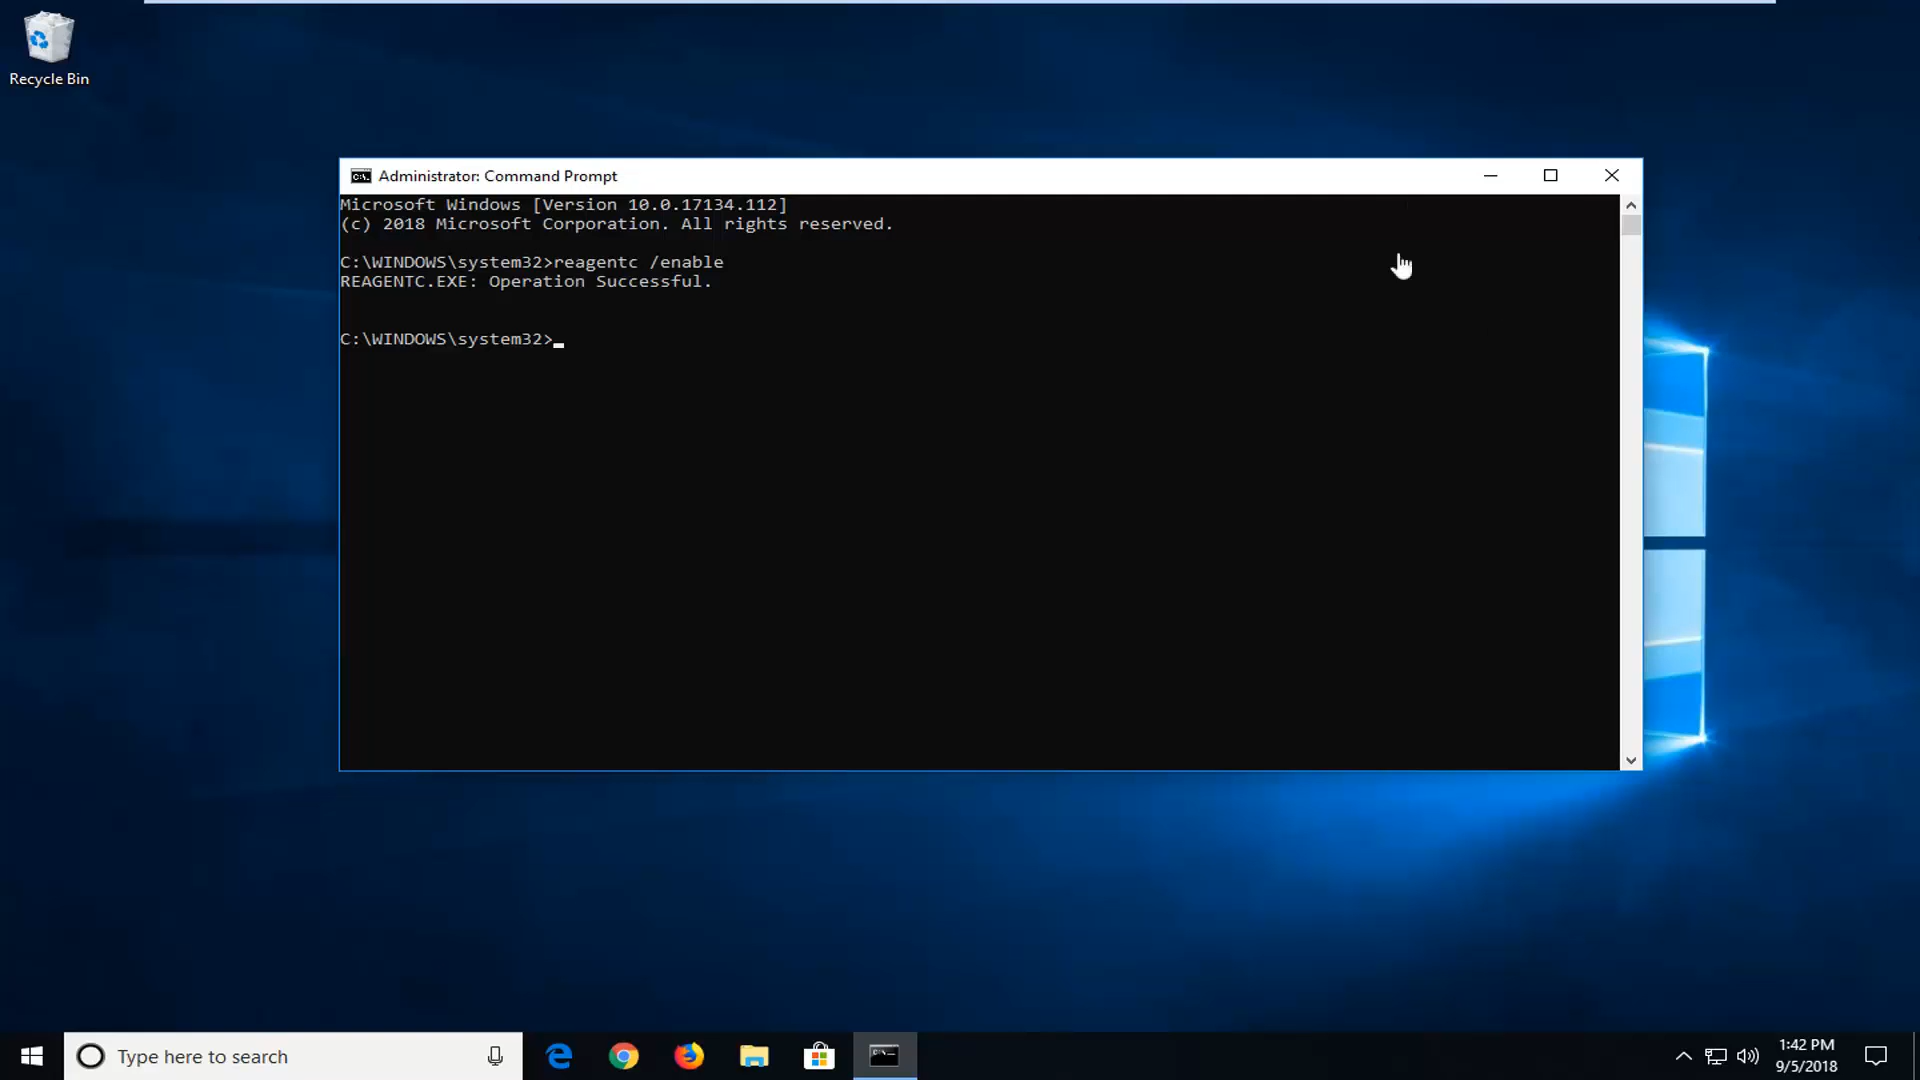 Recycle Bin
Administrator: Command Prompt
Microsoft Windows [Version 10.0.17134.112]
(c) 2018 Microsoft Corporation. All rights reserved.
C:\WINDOWS\system32>reagentc /enable
REAGENTC.EXE: Operation Successful.
C:\WINDOWS\system32>
Type here to search
1:42 PM
9/5/2018